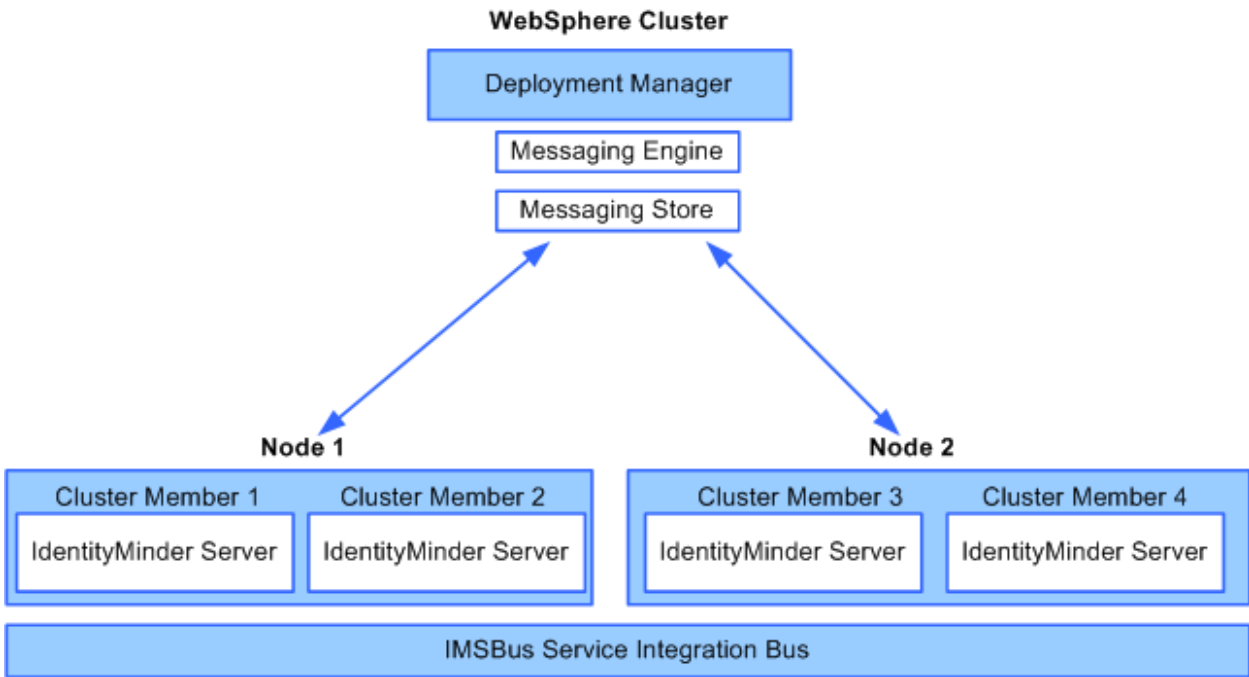 WebSphere Cluster
Deployment Manager
Messaging Engine
Messaging Store
Node 1
Node 2
Cluster Member 1
Cluster Member 2
Cluster Member 3
Cluster Member 4
IdentityMinder Server
IdentityMinder Server
IdentityMinder Server
IdentityMinder Server
IMSBus Service Integration Bus